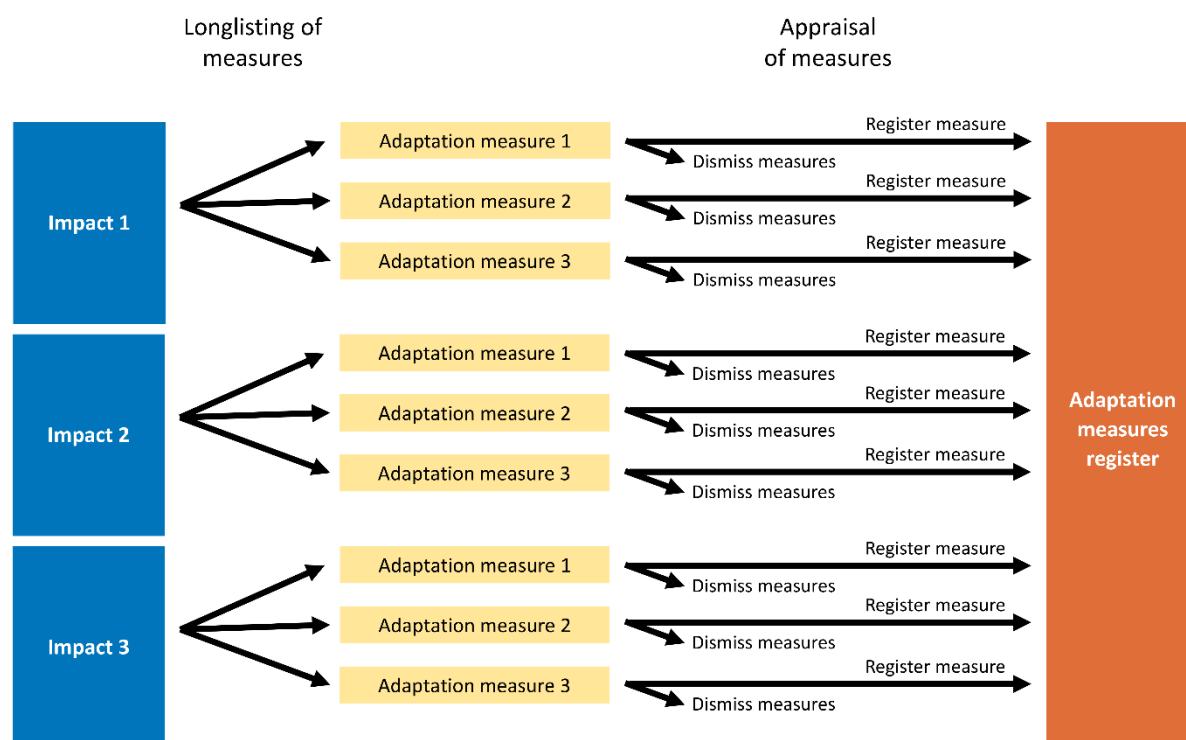 Longlisting of
measures
Appraisal
of measures
Impact 1
Adaptation measure 1
Register measure
Dismiss measures
Adaptation measure 2
Register measure
Dismiss measures
Adaptation measure 3
Register measure
Dismiss measures
Impact 2
Adaptation measure 1
Register measure
Dismiss measures
Adaptation measure 2
Register measure
Dismiss measures
Adaptation measure 3
Register measure
Dismiss measures
Impact 3
Adaptation measure 1
Register measure
Dismiss measures
Adaptation measure 2
Register measure
Dismiss measures
Adaptation measure 3
Register measure
Dismiss measures
Adaptation
measures
register